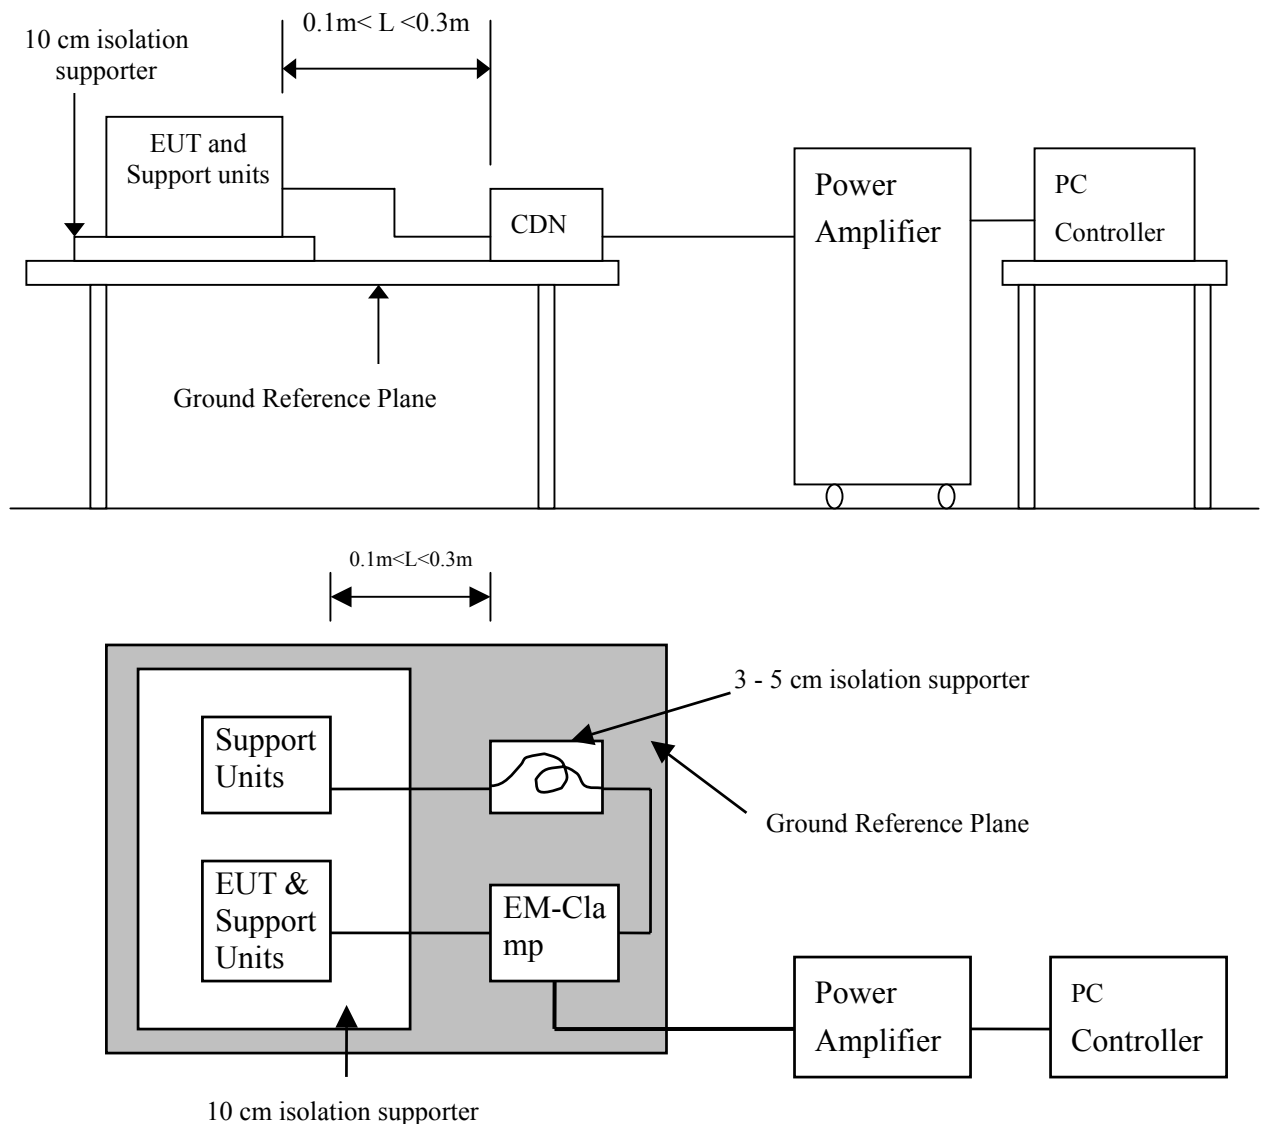 0.1m< L <0.3m
10 cm isolation
supporter
EUT and
Support units
CDN
Power
Amplifier
PC
Controller
Ground Reference Plane
0.1m<L<0.3m
3 - 5 cm isolation supporter
Support
Units
Ground Reference Plane
EUT &
Support
Units
EM-Cla
mp
Power
Amplifier
PC
Controller
10 cm isolation supporter